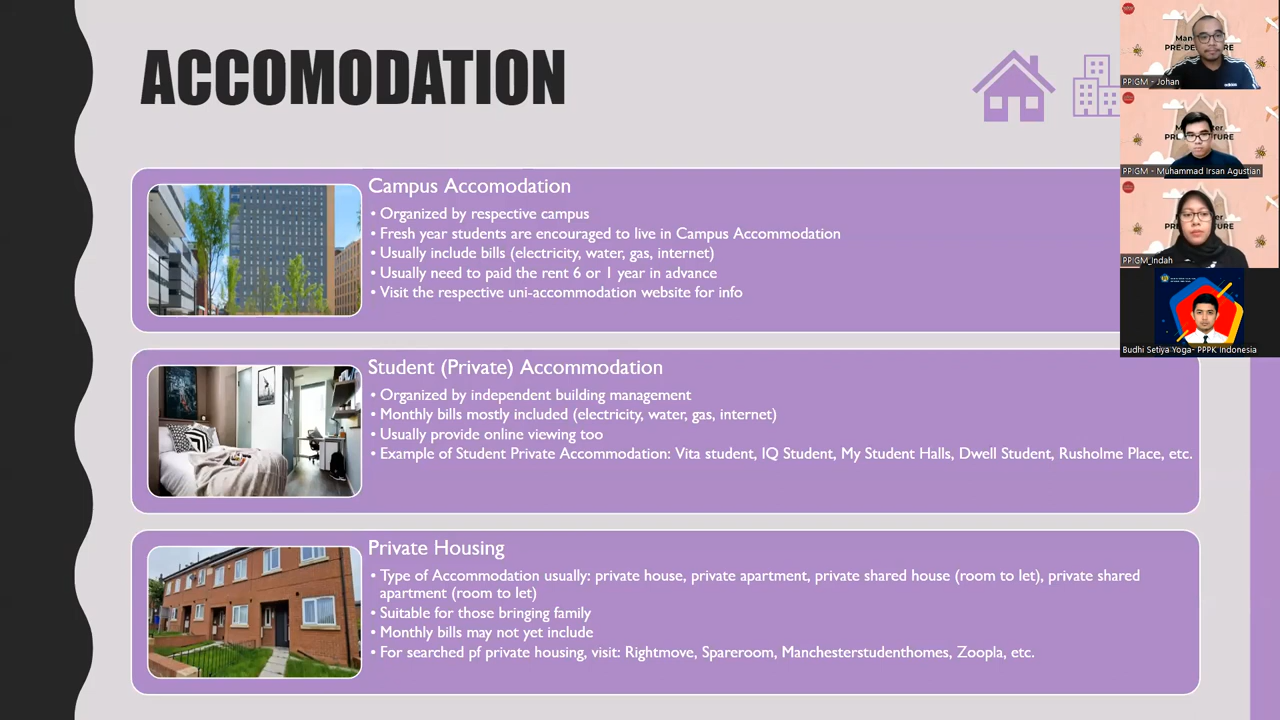 ACCOMODATION
Campus Accomodation
• Organized by respective campus
• Fresh year students are encouraged to live in Campus Accommodation
• Usually include bills (electricity, water, gas, internet)
• Usually need to paid the rent 6 or 1 year in advance
• Visit the respective uni-accommodation website for info
Student (Private) Accommodation
• Organized by independent building management
• Monthly bills mostly included (electricity, water, gas, internet)
• Usually provide online viewing too
• Example of Student Private Accommodation: Vita student, IQ Student, My Student Halls, Dwell Student, Rusholme Place, etc.
Private Housing
• Type of Accommodation usually: private house, private apartment, private shared house (room to let), private shared
apartment (room to let)
• Suitable for those bringing family
• Monthly bills may not yet include
• For searched pf private housing, visit: Rightmove, Spareroom, Manchesterstudenthomes, Zoopla, etc.
PPIGM - Johan
PPIGM - Muhammad Irsan Agustian
PPIGM_Indah
Budhi Setiya Yoga- PPPK Indonesia